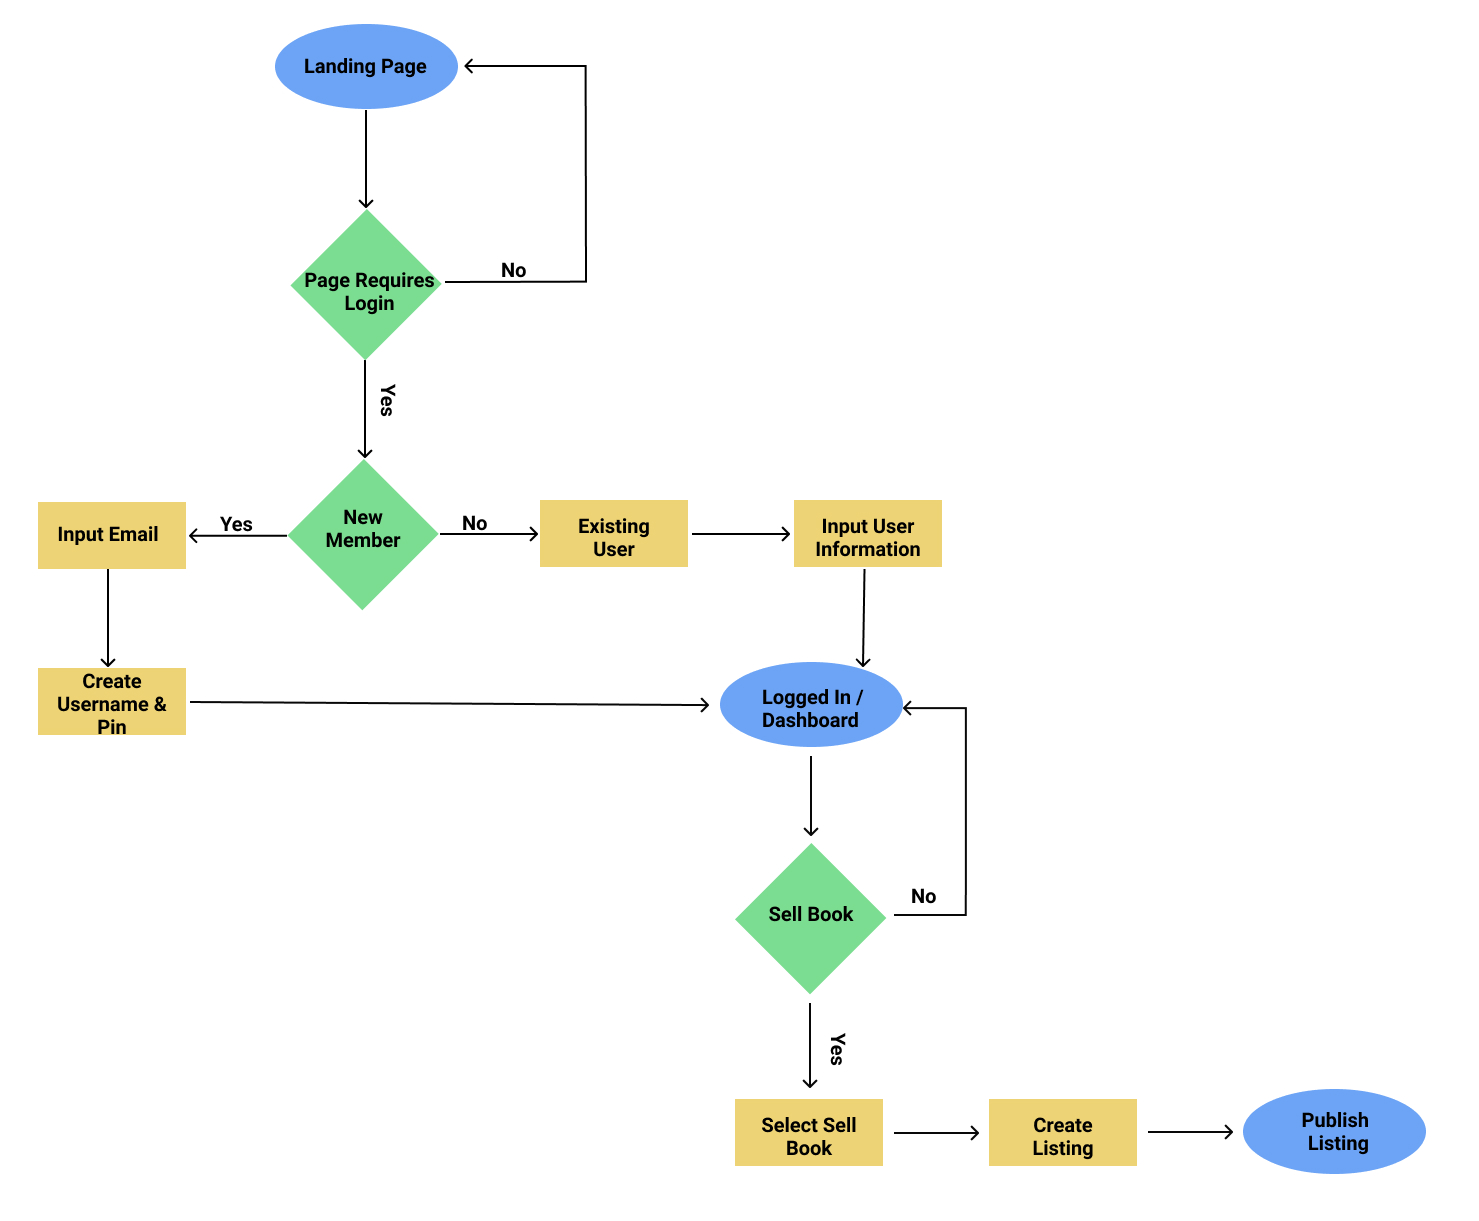 Landing Page
Page Requires
Login
No
Yes
New
Member
Yes
No
Input Email
Existing
User
Input User
Information
Create
Username &
Pin
Logged In /
Dashboard
Sell Book
No
Yes
Select Sell
Book
Create
Listing
Publish
Listing